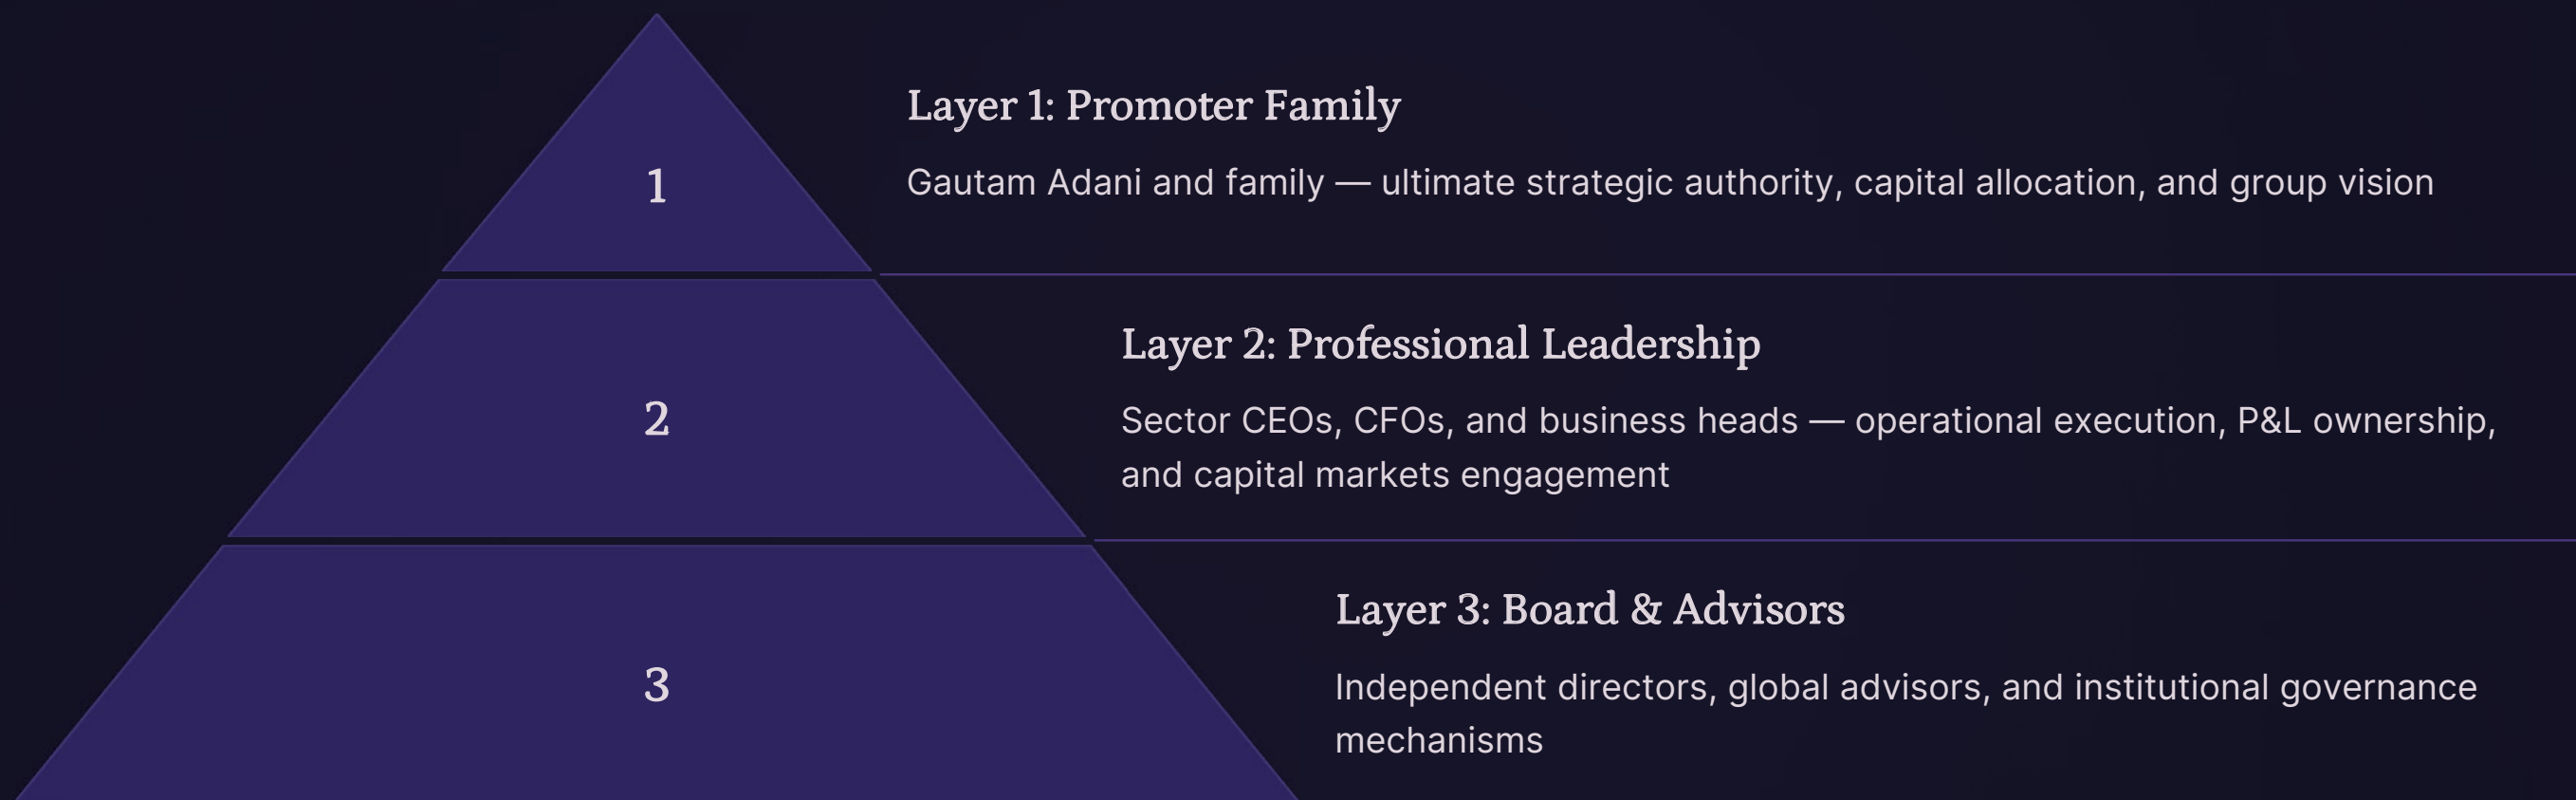 1
Layer 1: Promoter Family
Gautam Adani and family — ultimate strategic authority, capital allocation, and group vision
2
Layer 2: Professional Leadership
Sector CEOs, CFOs, and business heads — operational execution, P&L ownership,
and capital markets engagement
3
Layer 3: Board & Advisors
Independent directors, global advisors, and institutional governance
mechanisms